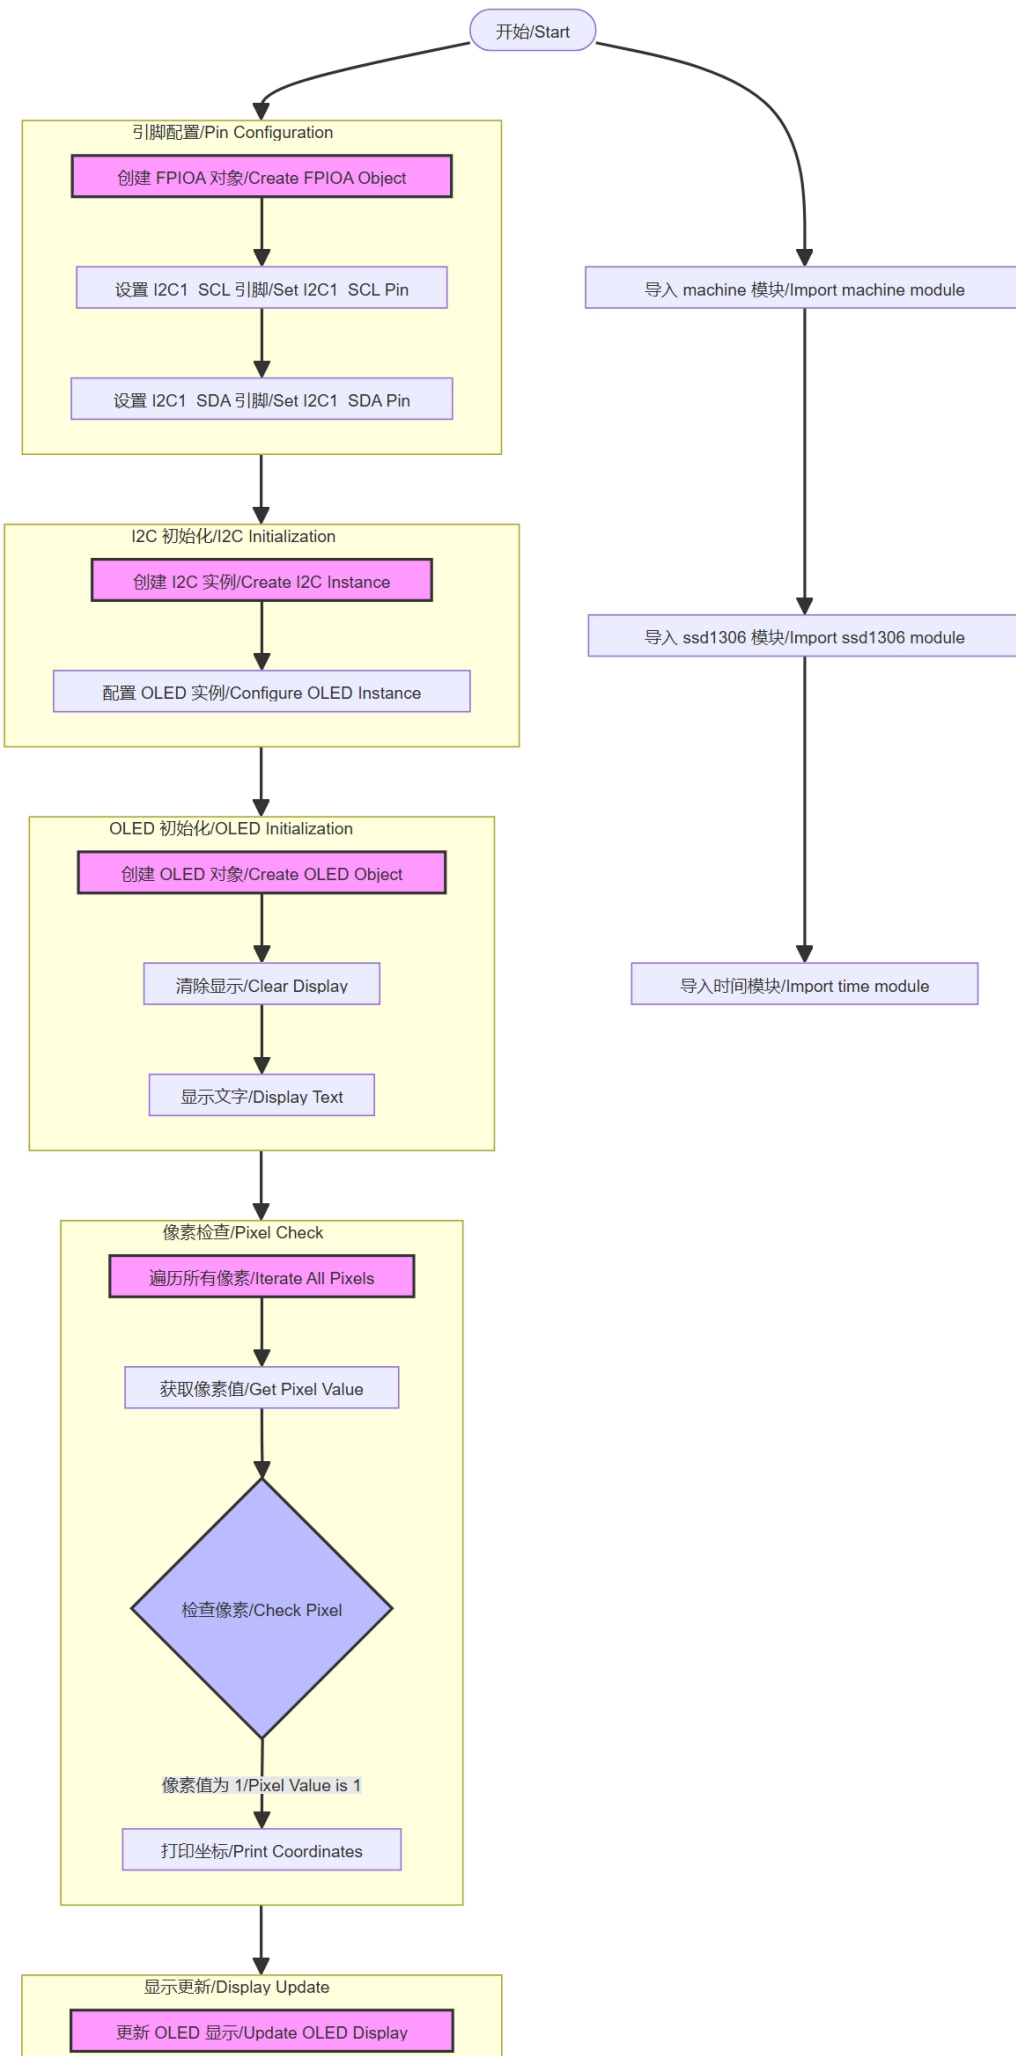 开始/Start
引脚配置/Pin Configuration
创建 FPIOA 对象/Create FPIOA Object
设置 I2C1 SCL 引脚/Set I2C1 SCL Pin
设置 I2C1 SDA 引脚/Set I2C1 SDA Pin
I2C 初始化/I2C Initialization
创建 I2C 实例/Create I2C Instance
配置 OLED 实例/Configure OLED Instance
OLED 初始化/OLED Initialization
创建 OLED 对象/Create OLED Object
清除显示/Clear Display
显示文字/Display Text
像素检查/Pixel Check
遍历所有像素/Iterate All Pixels
获取像素值/Get Pixel Value
检查像素/Check Pixel
像素值为 1/Pixel Value is 1
打印坐标/Print Coordinates
显示更新/Display Update
更新 OLED 显示/Update OLED Display
导入 machine 模块/Import machine module
导入 ssd1306 模块/Import ssd1306 module
导入时间模块/Import time module